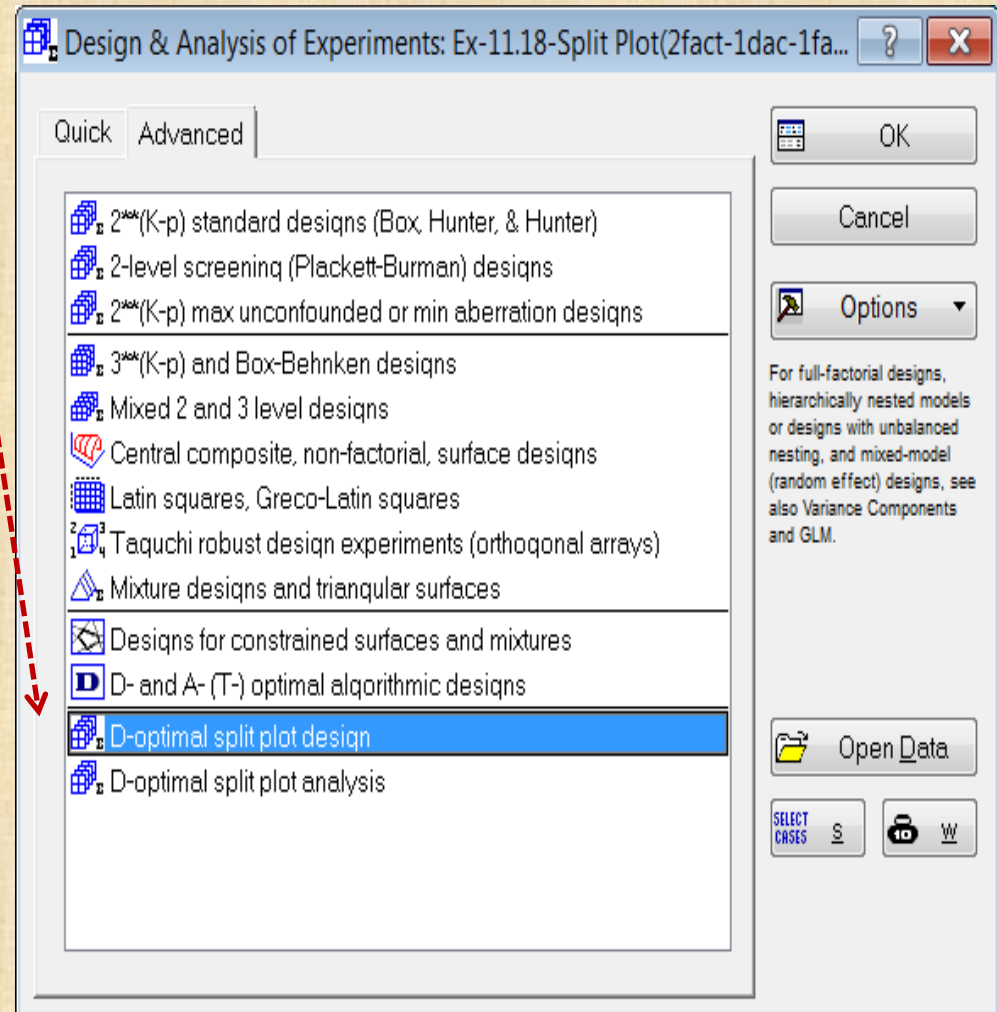 Design & Analysis of Experiments: Ex-11.18-Split Plot(2fact-1dac-1fa...
Quick
Advanced
2**(K-p) standard designs (Box, Hunter, & Hunter)
2-level screening (Plackett-Burman) designs
2**(K-p) max unconfounded or min aberration designs
3**(K-p) and Box-Behnken designs
Mixed 2 and 3 level designs
Central composite, non-factorial, surface designs
Latin squares, Greco-Latin squares
Taguchi robust design experiments (orthogonal arrays)
Mixture designs and triangular surfaces
Designs for constrained surfaces and mixtures
D D- and A- (T-) optimal algorithmic designs
D-optimal split plot design
D-optimal split plot analysis
OK
Cancel
Options
For full-factorial designs,
hierarchically nested models
or designs with unbalanced
nesting, and mixed-model
(random effect) designs, see
also Variance Components
and GLM.
Open Data
SELECT
CASES
S
10
W